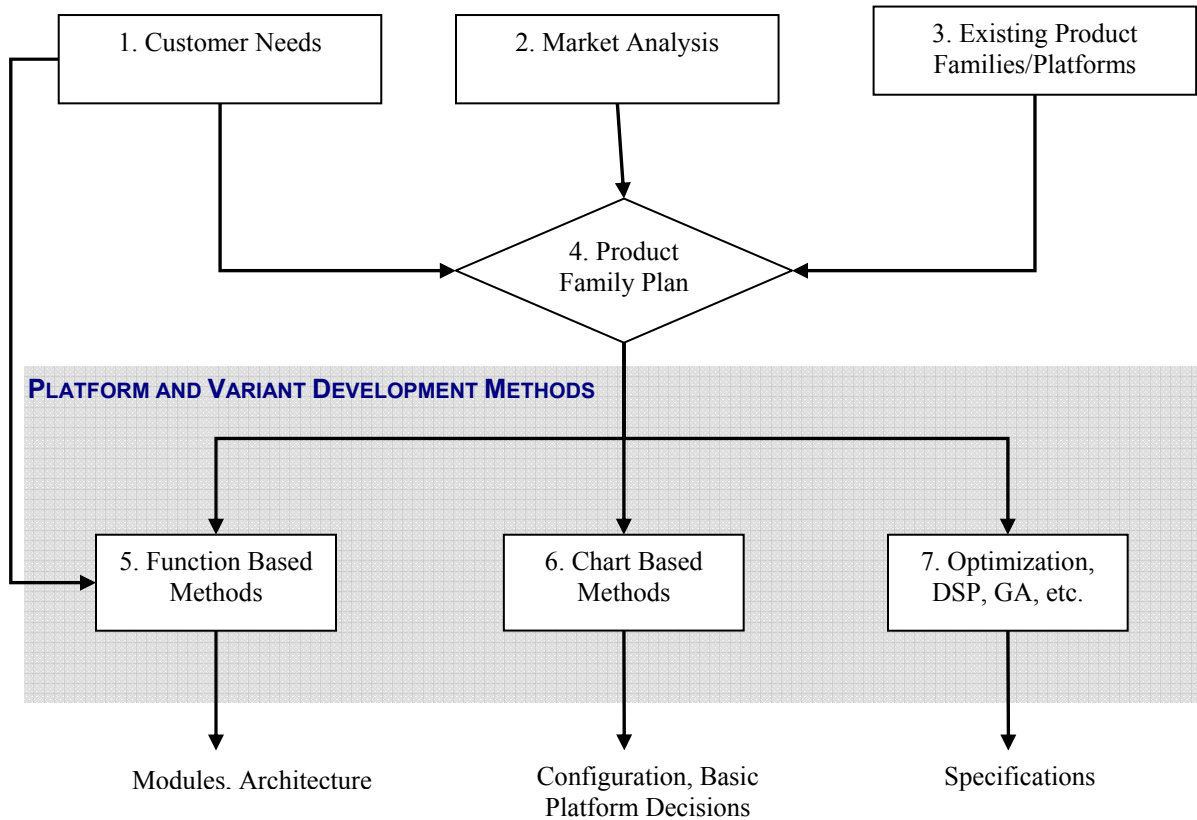 1. Customer Needs
2. Market Analysis
3. Existing Product
Families/Platforms
4. Product
Family Plan
PLATFORM AND VARIANT DEVELOPMENT METHODS
5. Function Based
Methods
6. Chart Based
Methods
7. Optimization,
DSP, GA, etc.
Modules, Architecture
Configuration, Basic
Platform Decisions
Specifications